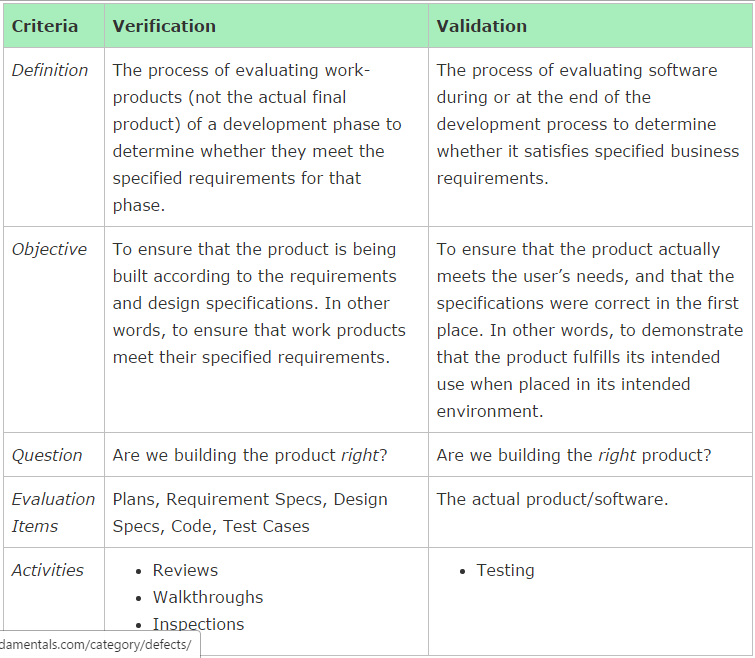 Criteria
Verification
Validation
Definition
The process of evaluating work-
products (not the actual final
product) of a development phase to
determine whether they meet the
specified requirements for that
phase.
The process of evaluating software
during or at the end of the
development process to determine
whether it satisfies specified business
requirements.
Objective
To ensure that the product is being
built according to the requirements
and design specifications. In other
words, to ensure that work products
meet their specified requirements.
To ensure that the product actually
meets the user’s needs, and that the
specifications were correct in the first
place. In other words, to demonstrate
that the product fulfills its intended
use when placed in its intended
environment.
Question
Are we building the product right?
Are we building the right product?
Evaluation
Items
Plans, Requirement Specs, Design
Specs, Code, Test Cases
The actual product/software.
Activities
• Reviews
• Walkthroughs
• Inspections
• Testing
damentals.com/category/defects/